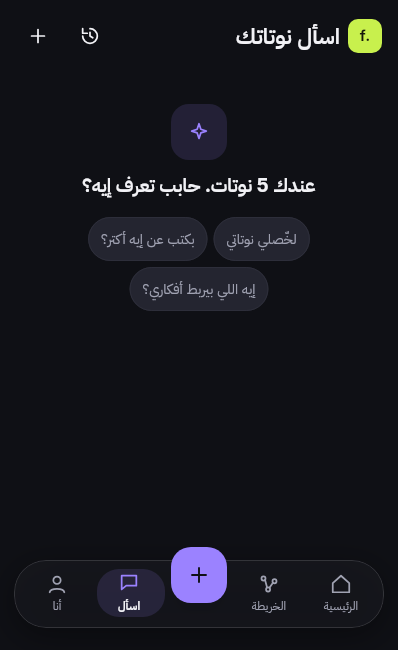 f.
اسأل نوتاتك
عندك 5 نوتات. حابب تعرف إيه؟
لخّصلي نوتاتي
بكتب عن إيه أكتر؟
إيه اللي بيربط أفكاري؟
الرئيسية
الخريطة
اسأل
أنا